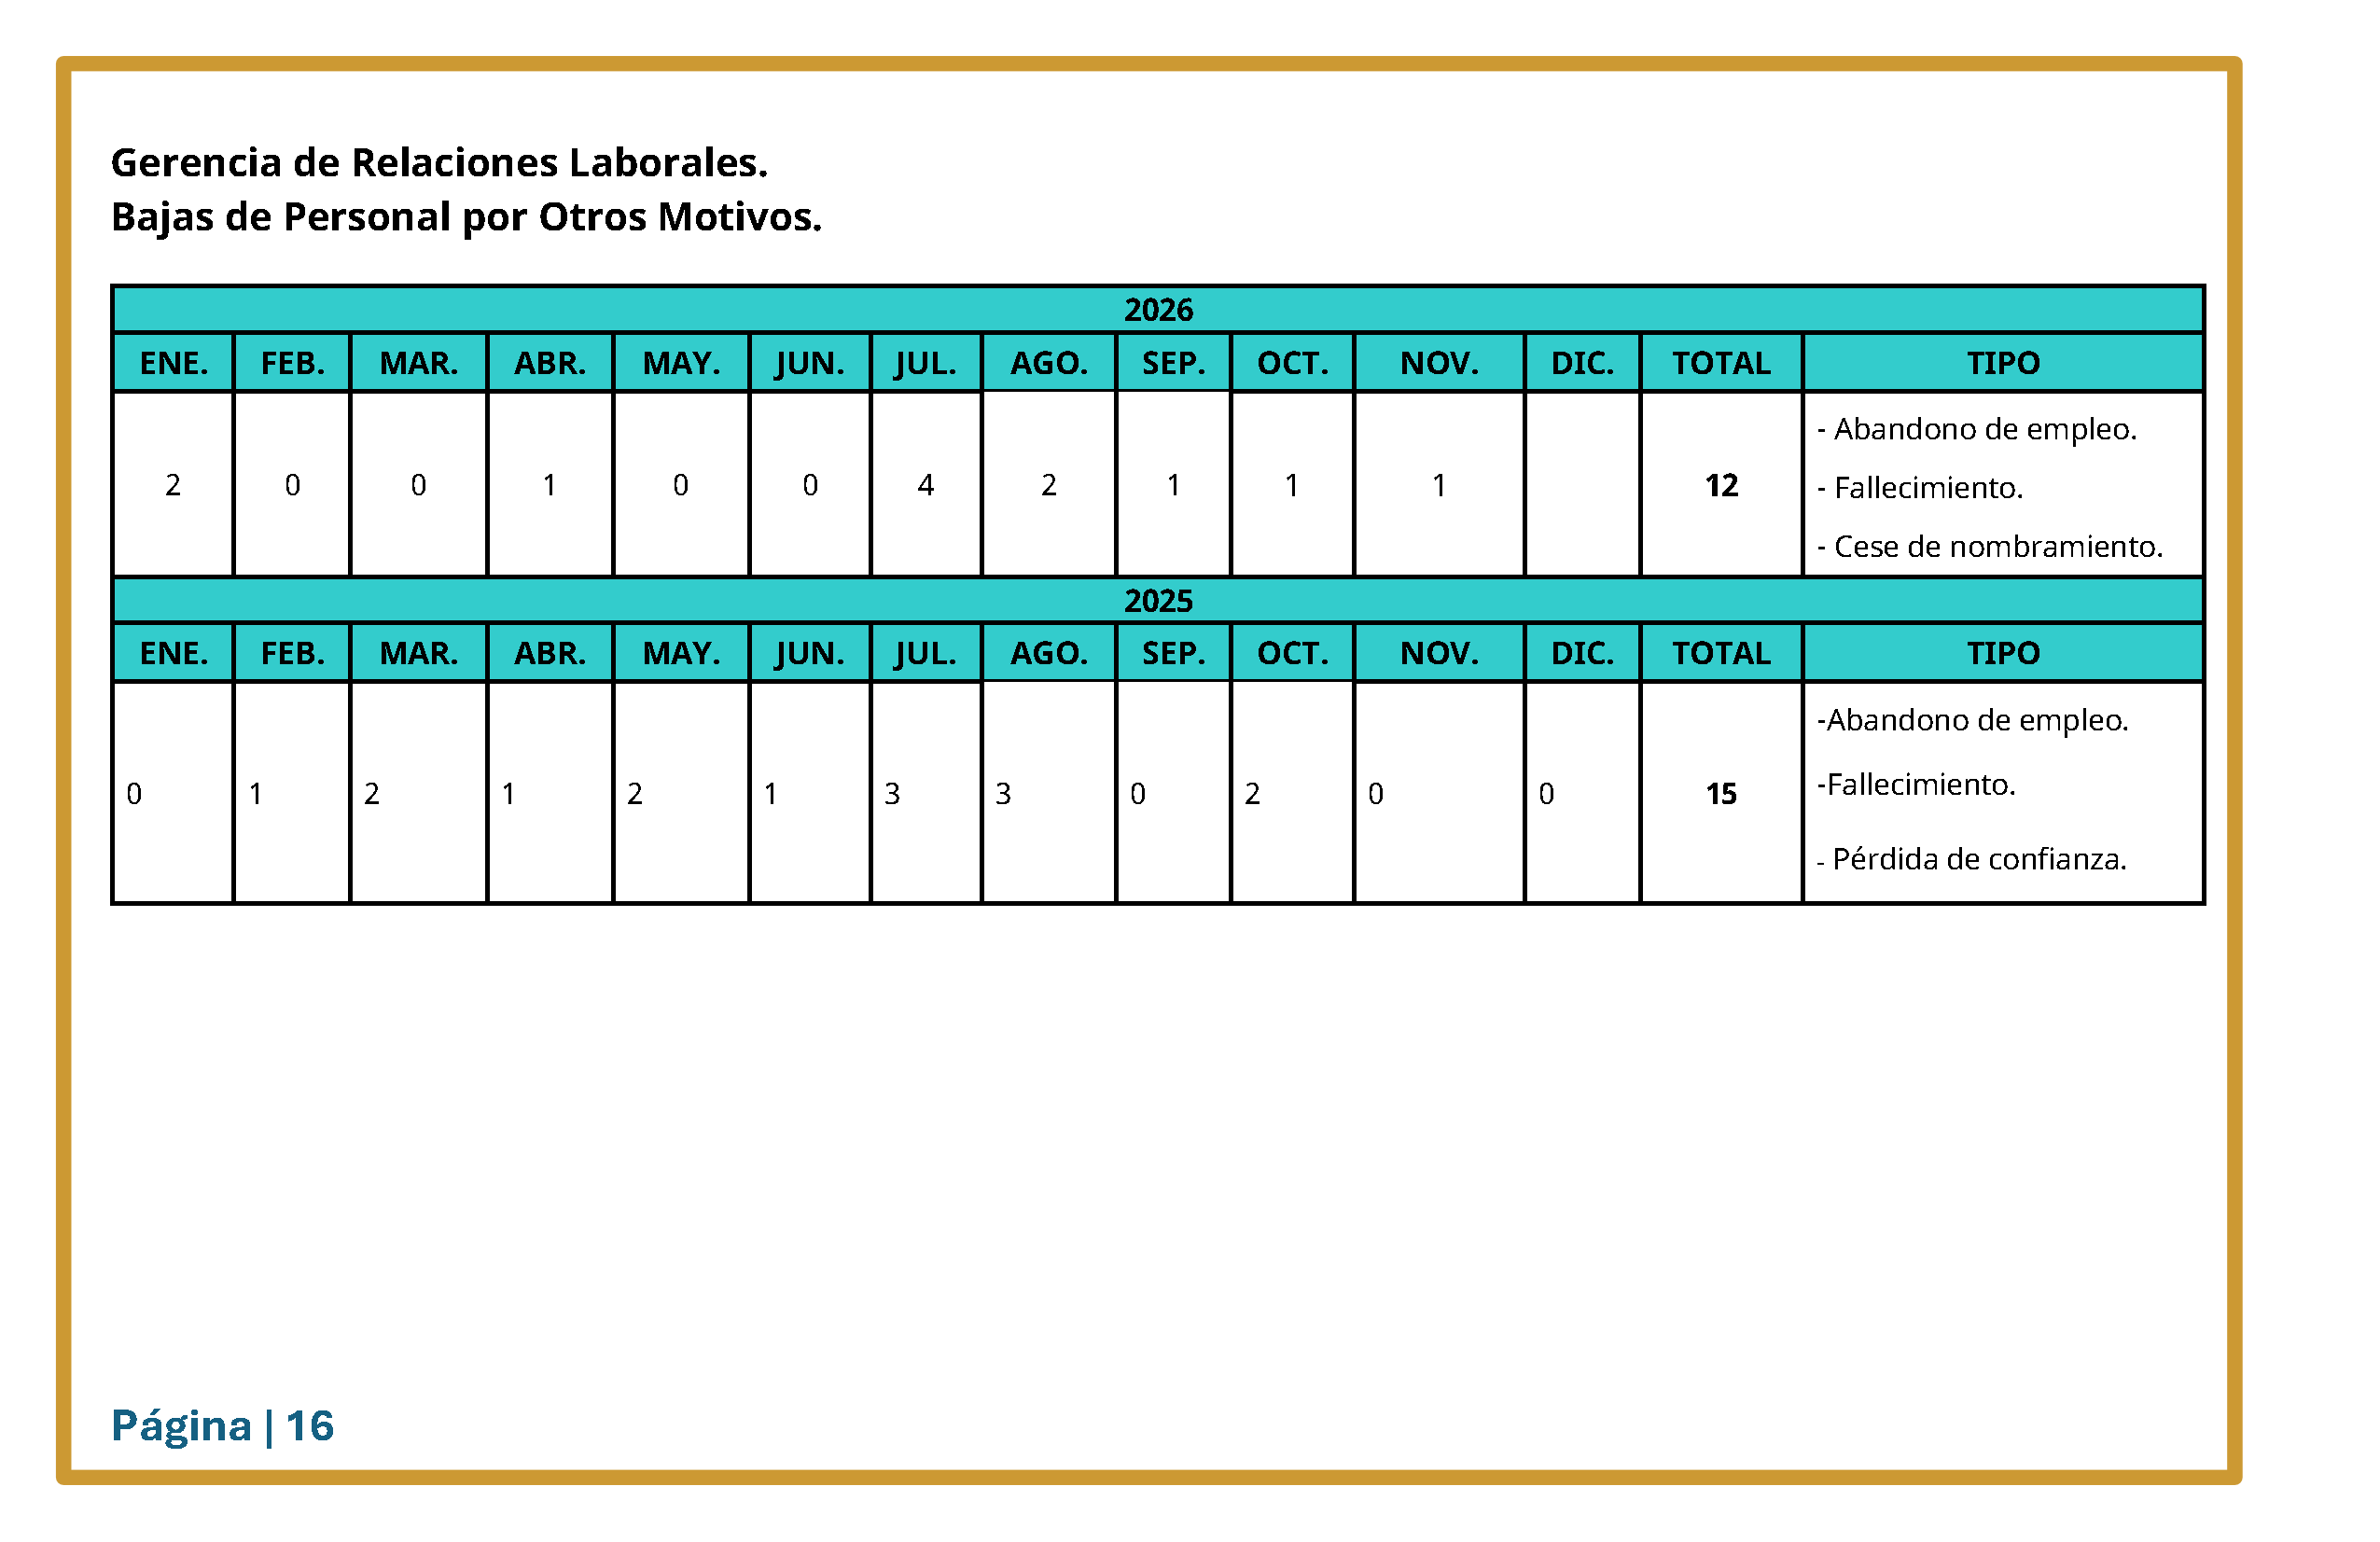 Gerencia de Relaciones Laborales.
Bajas de Personal por Otros Motivos.
2026
ENE. FEB. MAR. ABR. MAY. JUN. JUL. AGO. SEP. OCT. NOV. DIC. TOTAL TIPO
2 0 0 1 0 0 4 2 1 1 1 12
- Abandono de empleo.
- Fallecimiento.
- Cese de nombramiento.
2025
ENE. FEB. MAR. ABR. MAY. JUN. JUL. AGO. SEP. OCT. NOV. DIC. TOTAL TIPO
0 1 2 1 2 1 3 3 0 2 0 0 15
-Abandono de empleo.
-Fallecimiento.
- Pérdida de confianza.
Página | 16